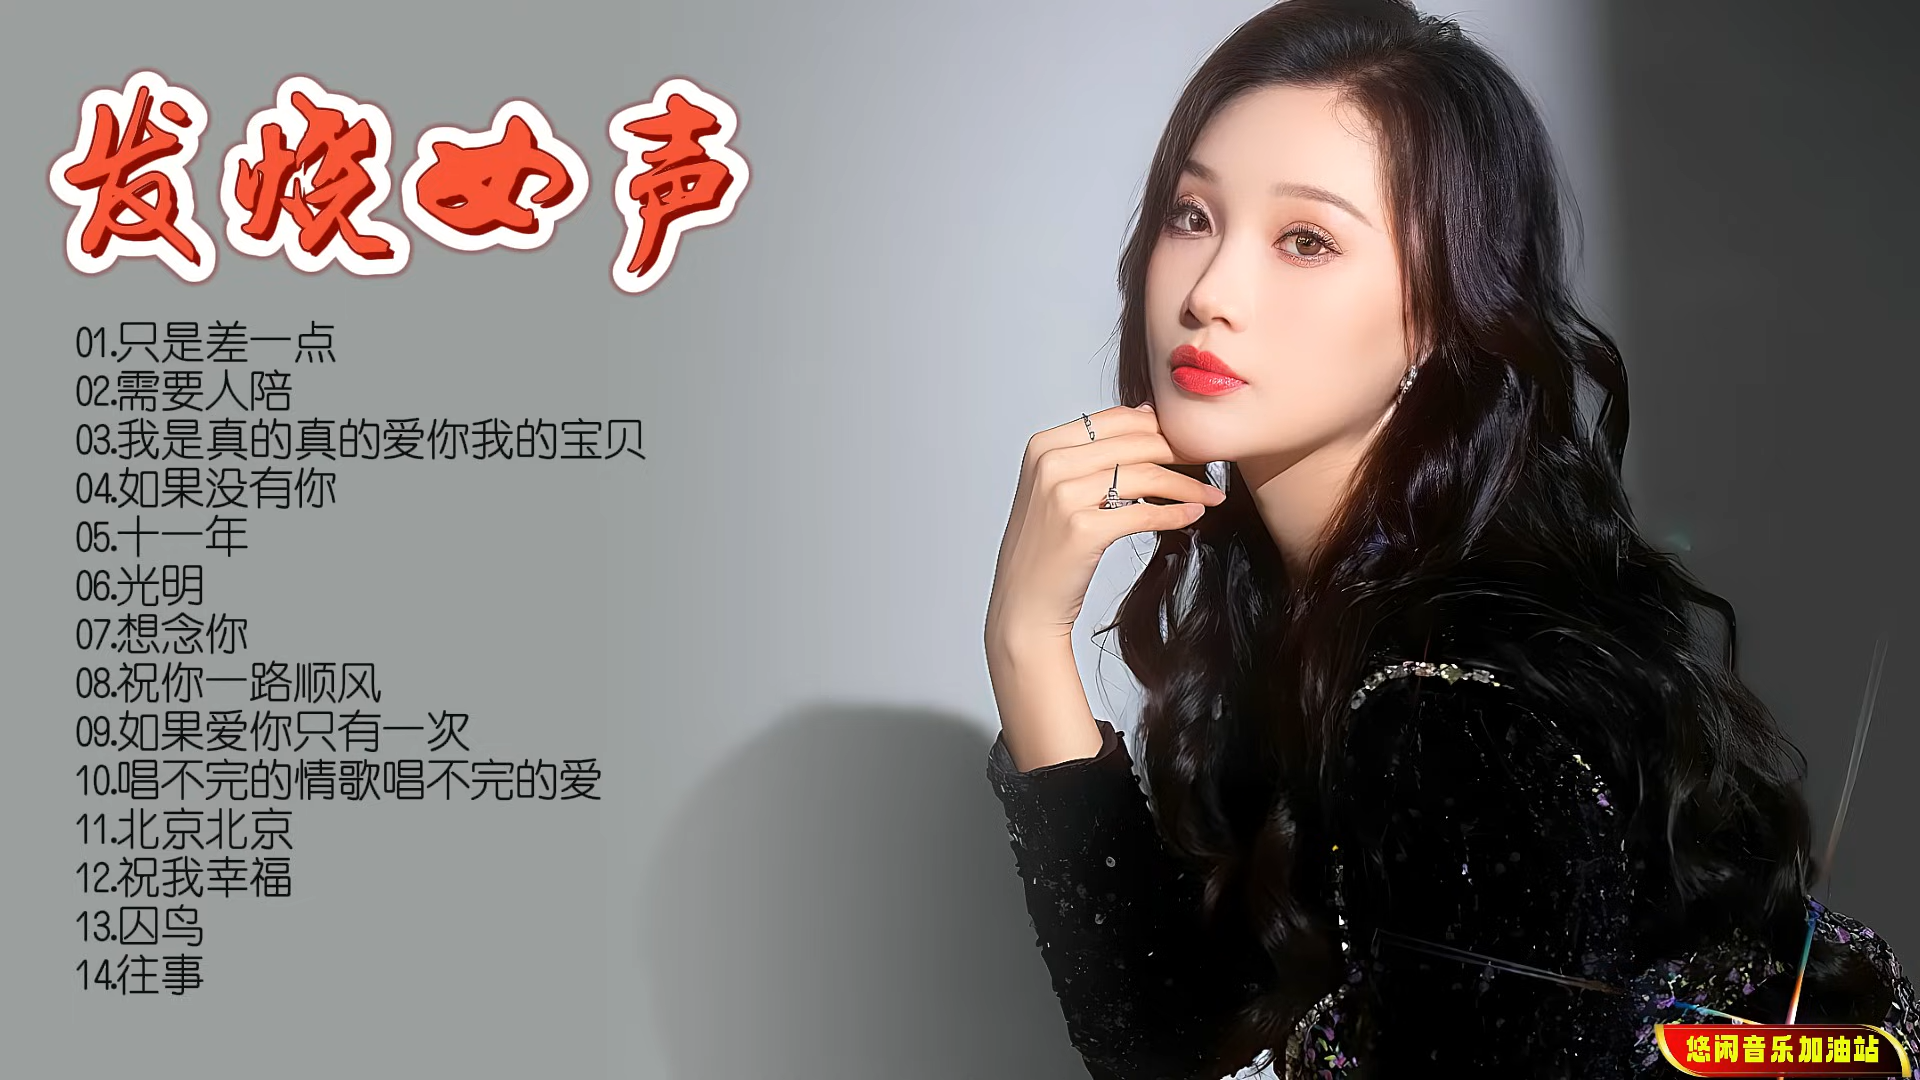 发烧女声
01.只是差一点
02.需要人陪
03.我是真的真的爱你我的宝贝
04.如果没有你
05.十一年
06.光明
07.想念你
08.祝你一路顺风
09.如果爱你只有一次
10.唱不完的情歌唱不完的爱
11.北京北京
12.祝我幸福
13.囚鸟
14.往事
悠闲音乐加油站